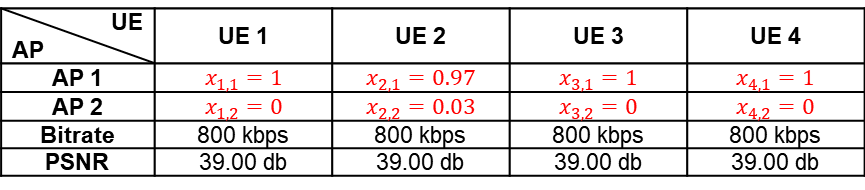 UE
AP
UE 1 UE 2 UE 3 UE 4
AP 1 x₁,₁ = 1 x₂,₁ = 0.97 x₃,₁ = 1 x₄,₁ = 1
AP 2 x₁,₂ = 0 x₂,₂ = 0.03 x₃,₂ = 0 x₄,₂ = 0
Bitrate 800 kbps 800 kbps 800 kbps 800 kbps
PSNR 39.00 db 39.00 db 39.00 db 39.00 db